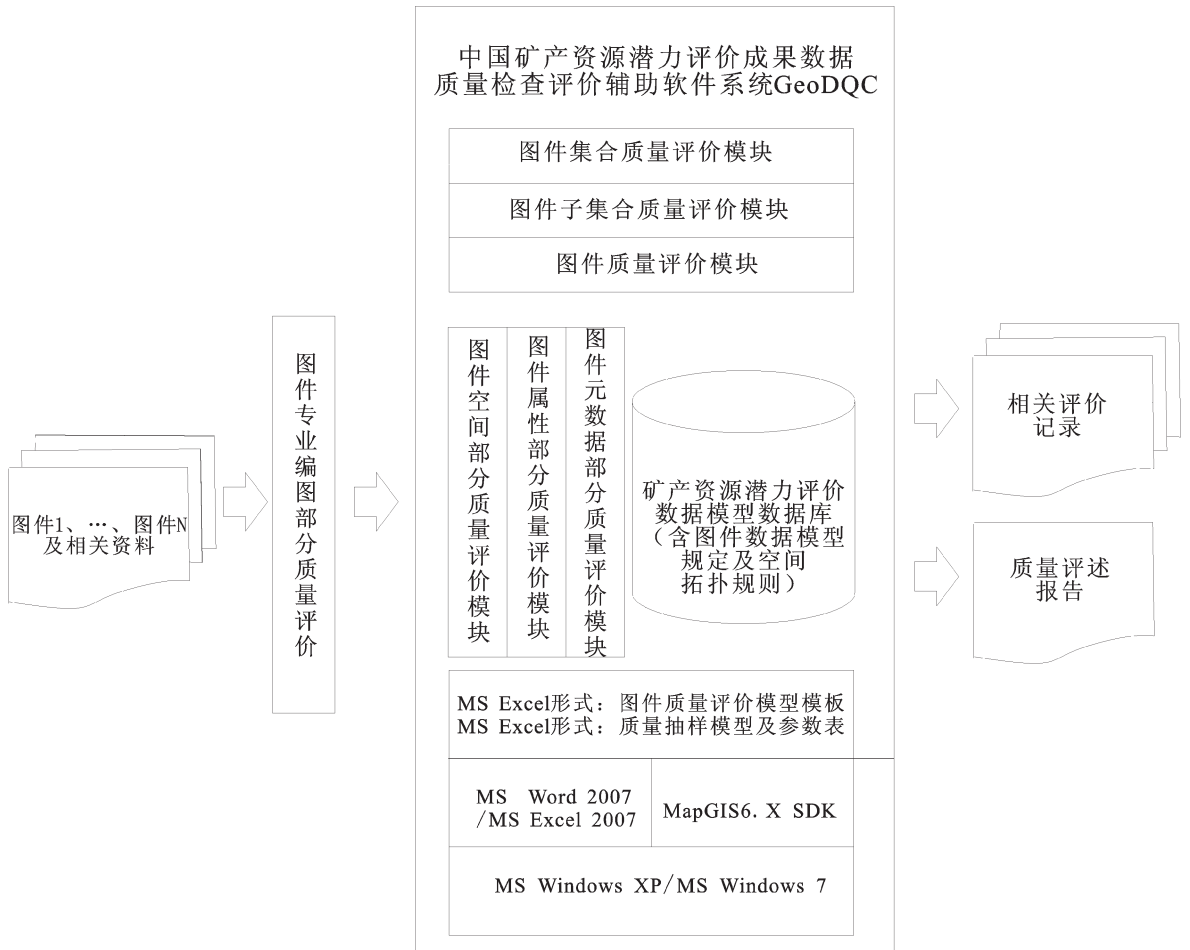 中国矿产资源潜力评价成果数据
质量检查评价辅助软件系统GeoDQC
图件集合质量评价模块
图件子集合质量评价模块
图件质量评价模块
图件1、…、图件N
及相关资料
图件专业编图部分质量评价
图件空间部分质量评价模块
图件属性部分质量评价模块
图件元数据部分质量评价模块
矿产资源潜力评价
数据模型数据库
（含图件数据模型
规定及空间
拓扑规则）
相关评价
记录
质量评述
报告
MS Excel形式：图件质量评价模型模板
MS Excel形式：质量抽样模型及参数表
MS Word 2007
/MS Excel 2007
MapGIS6. X SDK
MS Windows XP/MS Windows 7